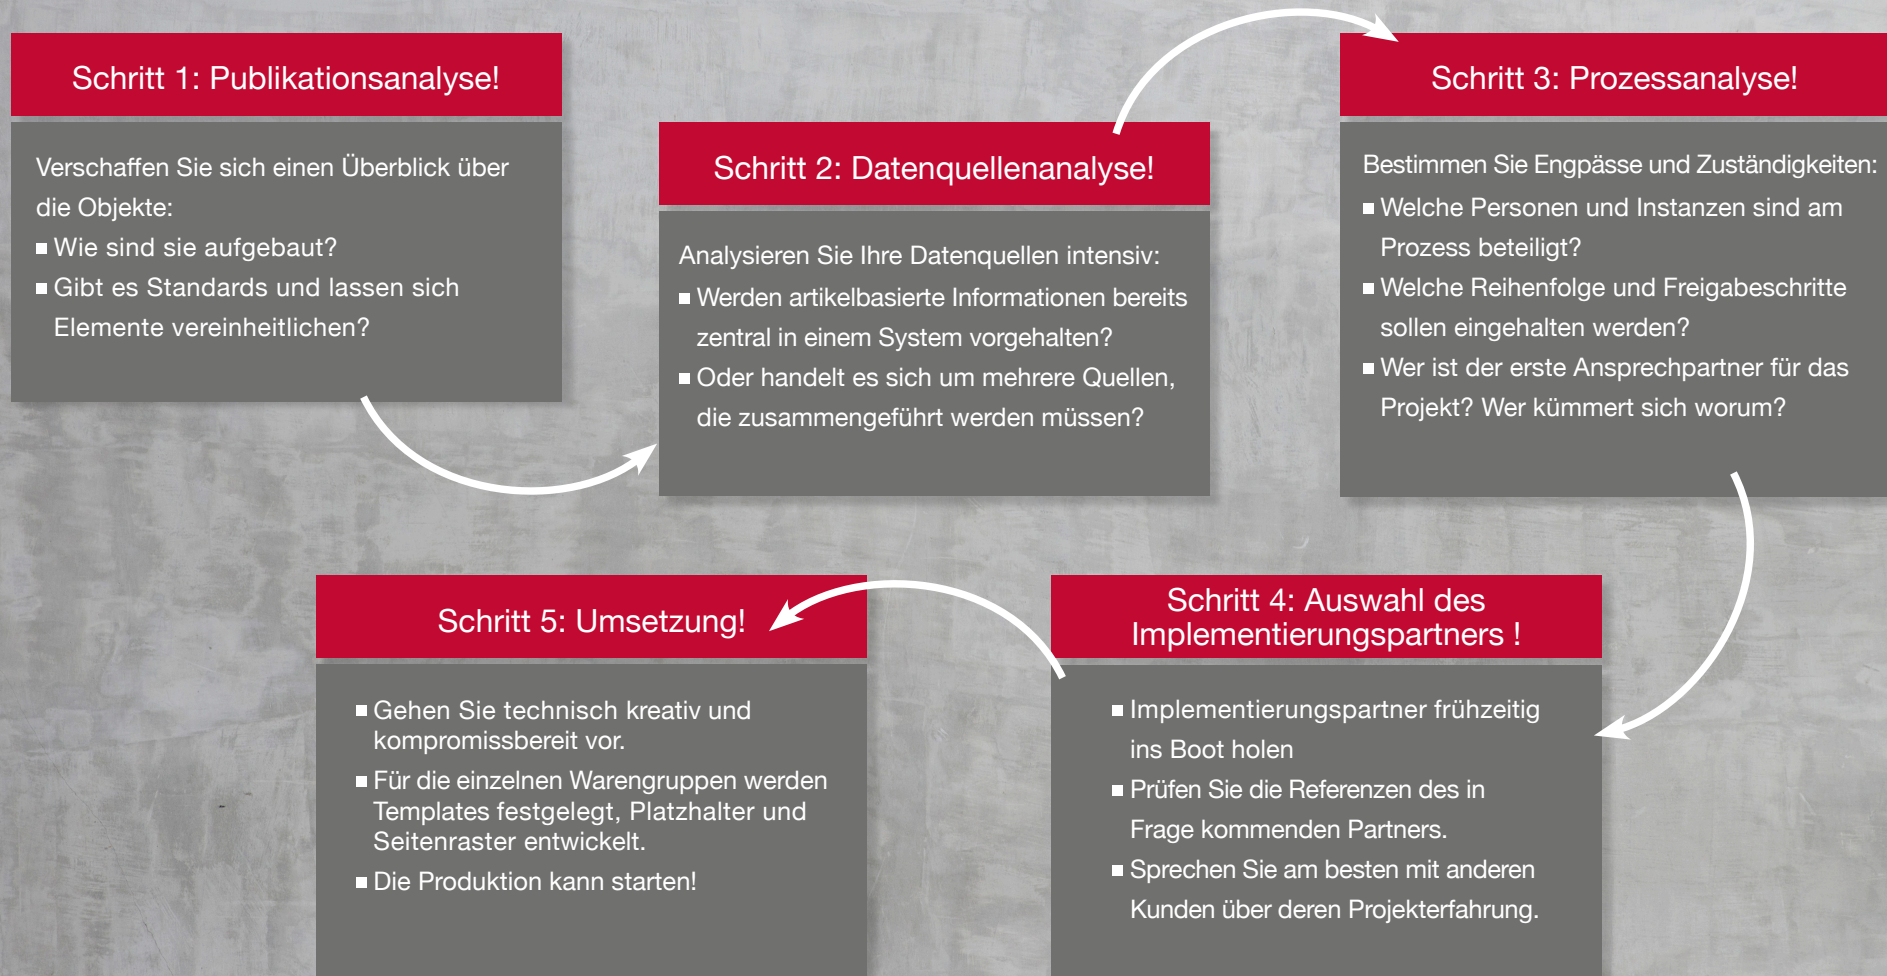 Schritt 1: Publikationsanalyse!
Verschaffen Sie sich einen Überblick über
die Objekte:
■ Wie sind sie aufgebaut?
■ Gibt es Standards und lassen sich
Elemente vereinheitlichen?
Schritt 2: Datenquellenanalyse!
Analysieren Sie Ihre Datenquellen intensiv:
■ Werden artikelbasierte Informationen bereits
zentral in einem System vorgehalten?
■ Oder handelt es sich um mehrere Quellen,
die zusammengeführt werden müssen?
Schritt 3: Prozessanalyse!
Bestimmen Sie Engpässe und Zuständigkeiten:
■ Welche Personen und Instanzen sind am
Prozess beteiligt?
■ Welche Reihenfolge und Freigabeschritte
sollen eingehalten werden?
■ Wer ist der erste Ansprechpartner für das
Projekt? Wer kümmert sich worum?
Schritt 4: Auswahl des
Implementierungspartners !
■ Implementierungspartner frühzeitig
ins Boot holen
■ Prüfen Sie die Referenzen des in
Frage kommenden Partners.
■ Sprechen Sie am besten mit anderen
Kunden über deren Projekterfahrung.
Schritt 5: Umsetzung!
■ Gehen Sie technisch kreativ und
kompromissbereit vor.
■ Für die einzelnen Warengruppen werden
Templates festgelegt, Platzhalter und
Seitenraster entwickelt.
■ Die Produktion kann starten!